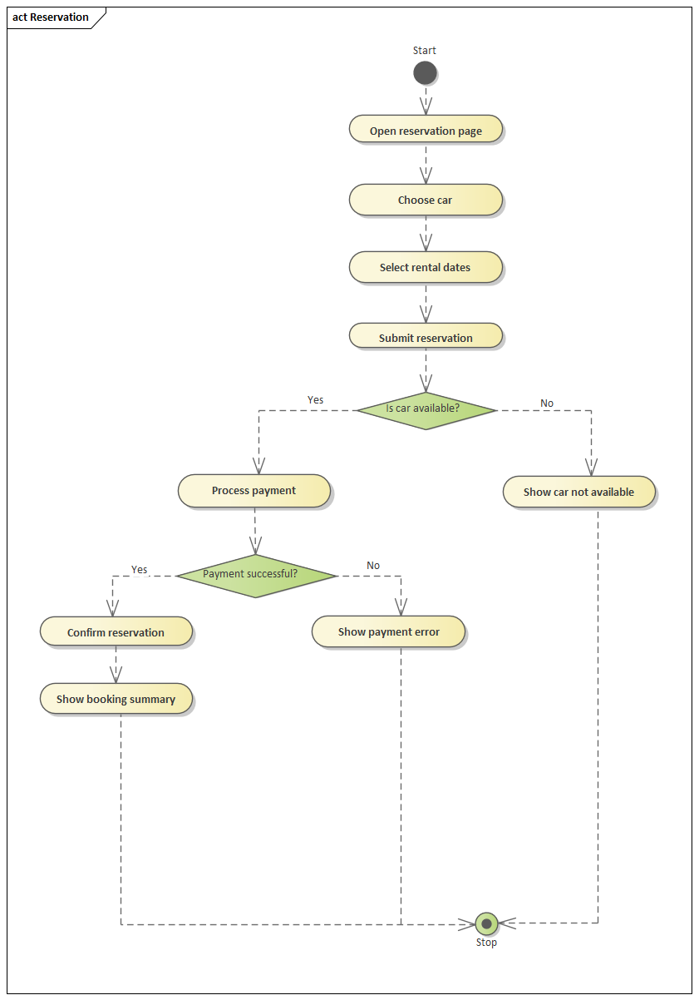 act Reservation
Start
Open reservation page
Choose car
Select rental dates
Submit reservation
Is car available?
Yes
No
Process payment
Show car not available
Payment successful?
Yes
No
Confirm reservation
Show payment error
Show booking summary
Stop